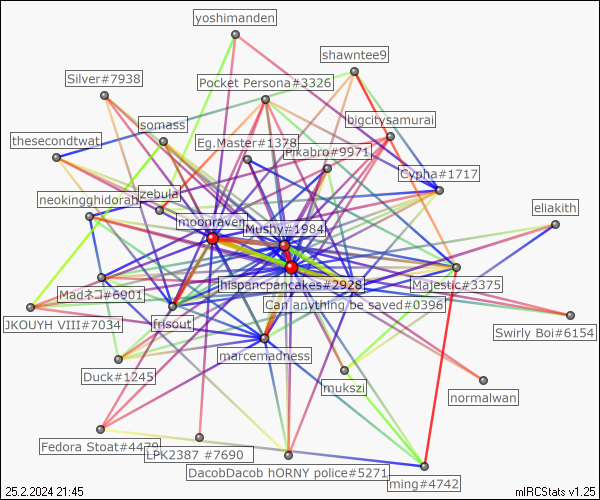 yoshimanden
shawntee9
Silver#7938
Pocket Persona#3326
somass
bigcitysamurai
thesecondtwat
Eg.Master#1378
Pikabro#9971
Cypha#1717
neokingghidorah
zebula
eliakith
moonraven
Mushy#1984
hispancpancakes#2928
Majestic#3375
Madネコ#6901
Can anything be saved#0396
JKOUYH VIII#7034
frisout
Swirly Boi#6154
marcemadness
Duck#1245
mukszi
normalwan
Fedora Stoat#4479
LPK2387 #7690
DacobDacob hORNY police#5271
ming#4742
25.2.2024 21:45
mIRCStats v1.25